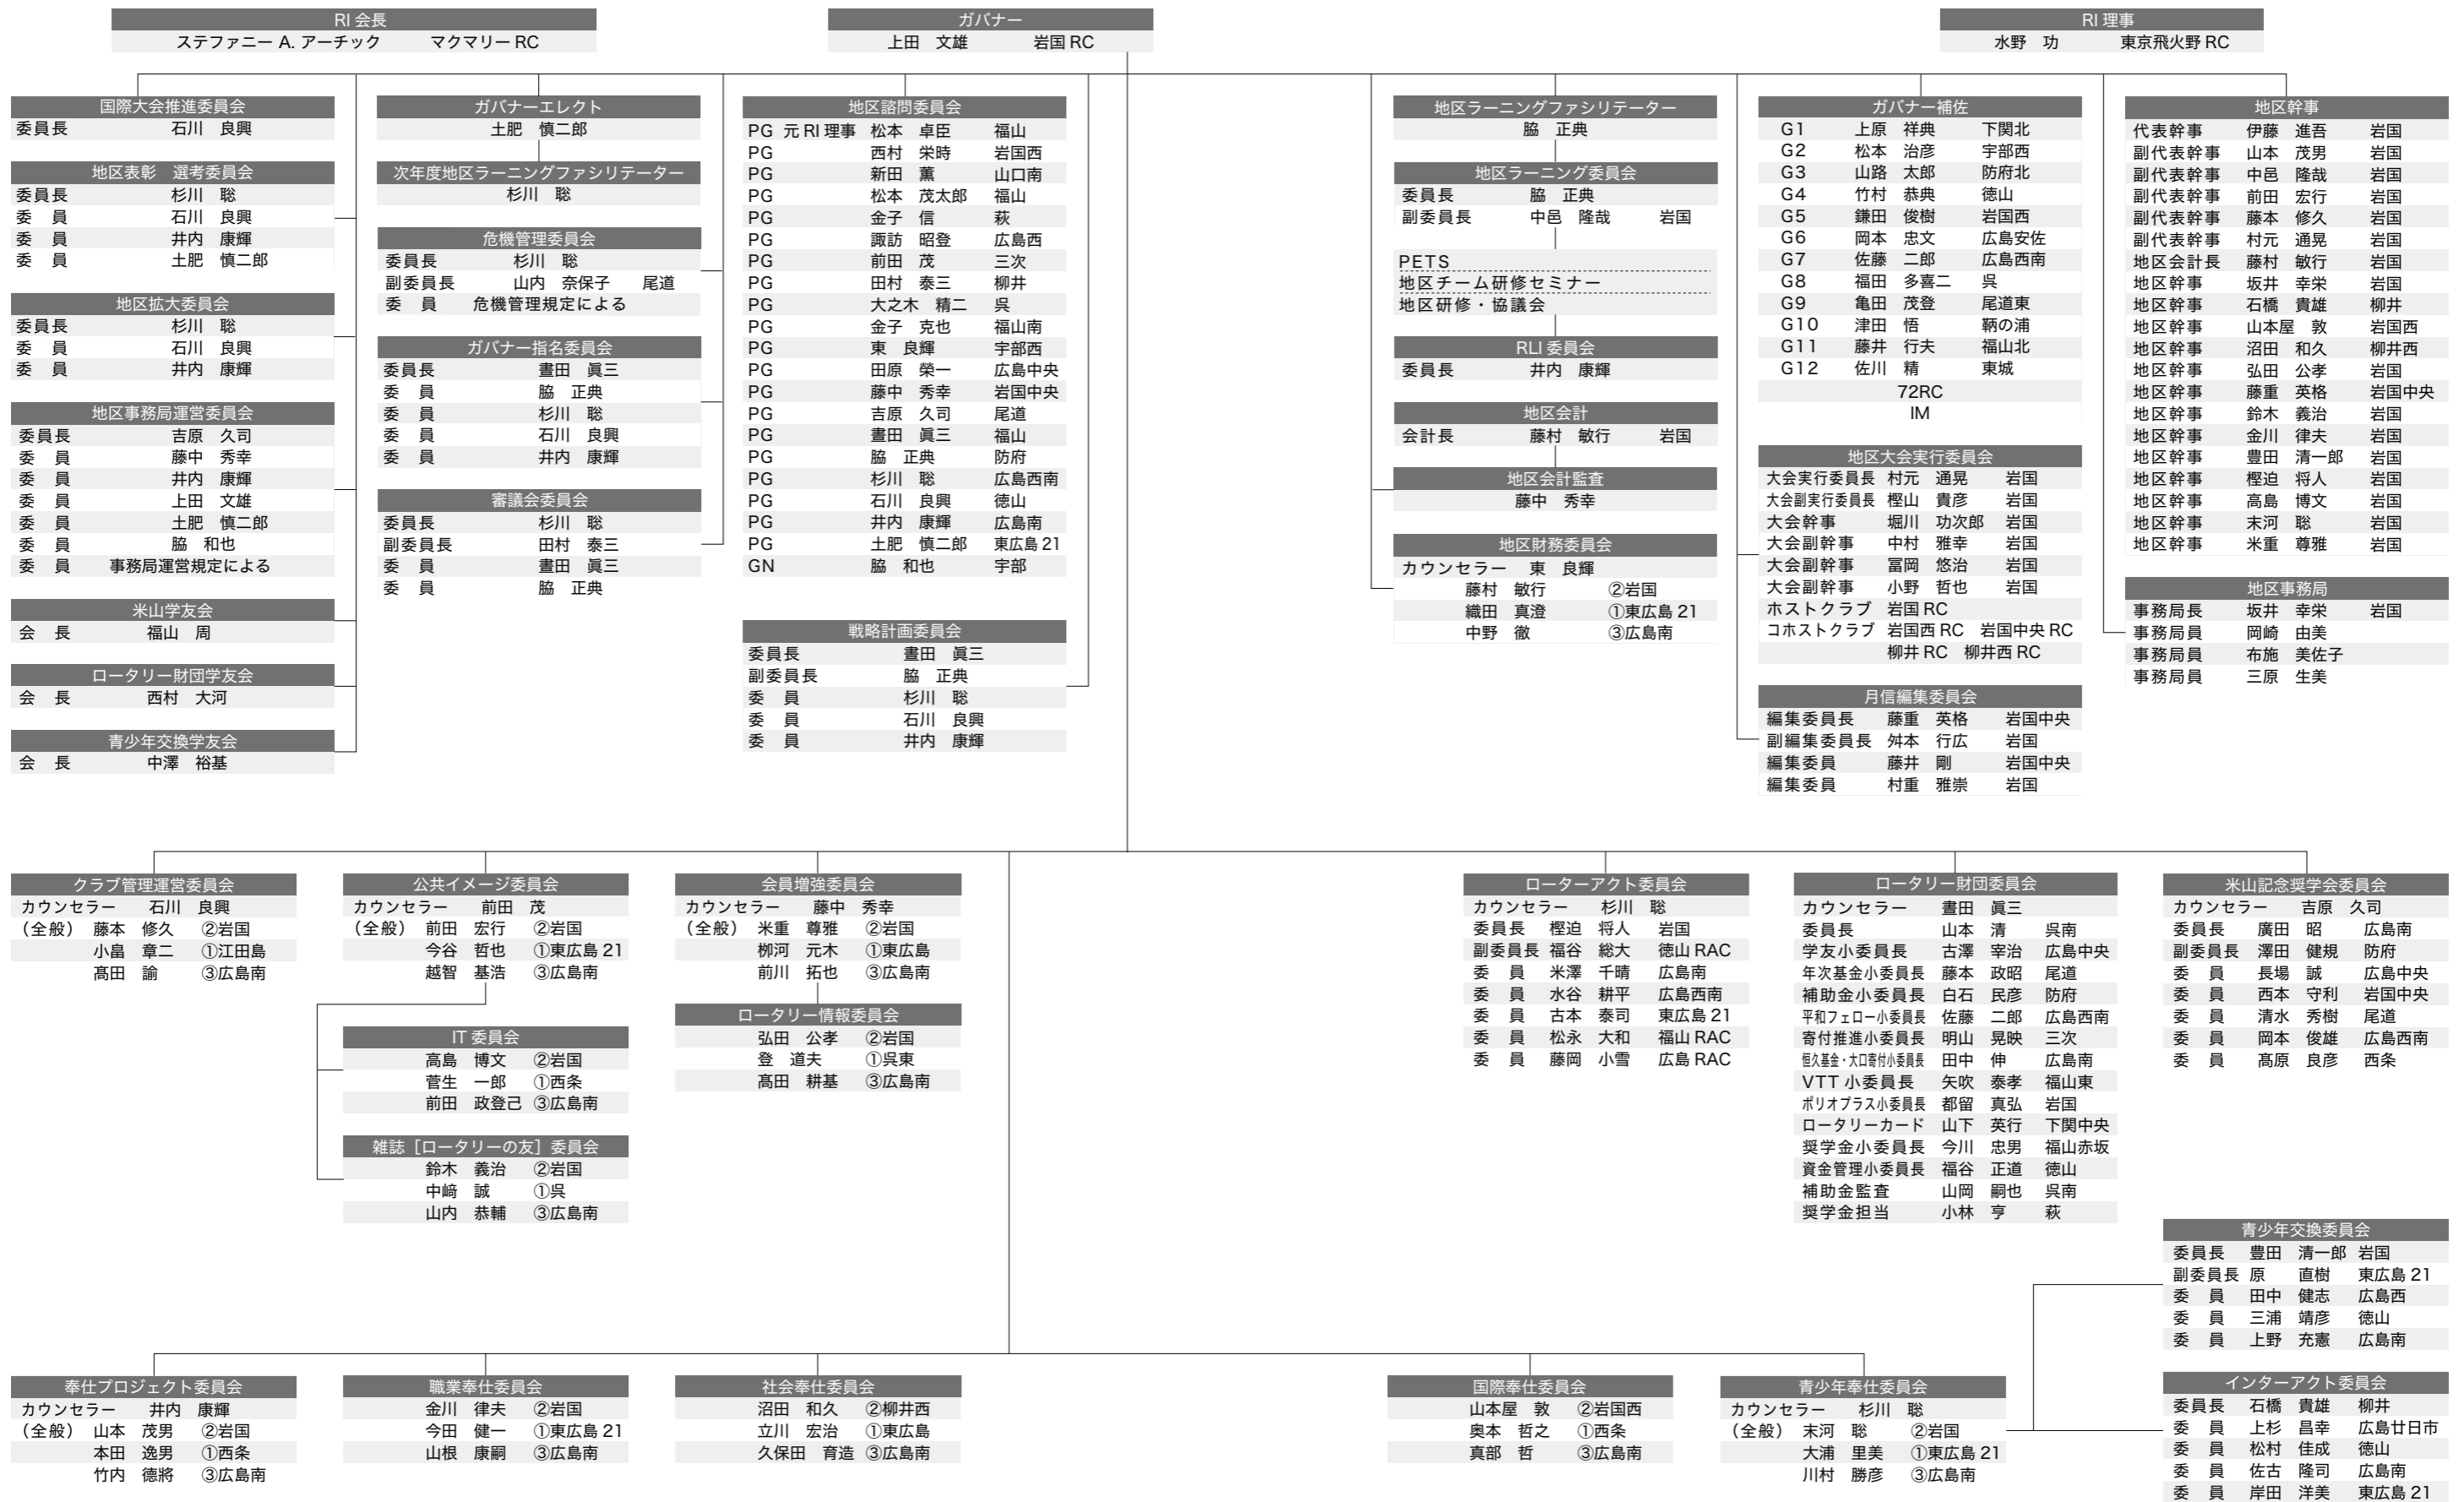 RI 会長
ステファニー A. アーチック　マクマリー RC
ガバナー
上田　文雄　岩国 RC
RI 理事
水野　功　東京飛火野 RC
国際大会推進委員会
委員長　石川　良興
地区表彰　選考委員会
委員長　杉川　聡
委　員　石川　良興
委　員　井内　康輝
委　員　土肥　慎二郎
地区拡大委員会
委員長　杉川　聡
委　員　石川　良興
委　員　井内　康輝
地区事務局運営委員会
委員長　吉原　久司
委　員　藤中　秀幸
委　員　井内　康輝
委　員　上田　文雄
委　員　土肥　慎二郎
委　員　脇　和也
委　員　事務局運営規定による
米山学友会
会　長　福山　周
ロータリー財団学友会
会　長　西村　大河
青少年交換学友会
会　長　中澤　裕基
ガバナーエレクト
土肥　慎二郎
次年度地区ラーニングファシリテーター
杉川　聡
危機管理委員会
委員長　杉川　聡
副委員長　山内　奈保子　尾道
委　員　危機管理規定による
ガバナー指名委員会
委員長　晝田　眞三
委　員　脇　正典
委　員　杉川　聡
委　員　石川　良興
委　員　井内　康輝
審議会委員会
委員長　杉川　聡
副委員長　田村　泰三
委　員　晝田　眞三
委　員　脇　正典
地区諮問委員会
PG 元 RI 理事　松本　卓臣　福山
PG　西村　栄時　岩国西
PG　新田　薫　山口南
PG　松本　茂太郎　福山
PG　金子　信　萩
PG　諏訪　昭登　広島西
PG　前田　茂　三次
PG　田村　泰三　柳井
PG　大之木　精二　呉
PG　金子　克也　福山南
PG　東　良輝　宇部西
PG　田原　榮一　広島中央
PG　藤中　秀幸　岩国中央
PG　吉原　久司　尾道
PG　晝田　眞三　福山
PG　脇　正典　防府
PG　杉川　聡　広島西南
PG　石川　良興　徳山
PG　井内　康輝　広島南
PG　土肥　慎二郎　東広島 21
GN　脇　和也　宇部
戦略計画委員会
委員長　晝田　眞三
副委員長　脇　正典
委　員　杉川　聡
委　員　石川　良興
委　員　井内　康輝
地区ラーニングファシリテーター
脇　正典
地区ラーニング委員会
委員長　脇　正典
副委員長　中邑　隆哉　岩国
PETS
地区チーム研修セミナー
地区研修・協議会
RLI 委員会
委員長　井内　康輝
地区会計
会計長　藤村　敏行　岩国
地区会計監査
藤中　秀幸
地区財務委員会
カウンセラー　東　良輝
藤村　敏行　②岩国
織田　真澄　①東広島 21
中野　徹　③広島南
ガバナー補佐
G1　上原　祥典　下関北
G2　松本　治彦　宇部西
G3　山路　太郎　防府北
G4　竹村　恭典　徳山
G5　鎌田　俊樹　岩国西
G6　岡本　忠文　広島安佐
G7　佐藤　二郎　広島西南
G8　福田　多喜二　呉
G9　亀田　茂登　尾道東
G10　津田　悟　鞆の浦
G11　藤井　行夫　福山北
G12　佐川　精　東城
72RC
IM
地区大会実行委員会
大会実行委員長　村元　通晃　岩国
大会副実行委員長　樫山　貴彦　岩国
大会幹事　堀川　功次郎　岩国
大会副幹事　中村　雅幸　岩国
大会副幹事　冨岡　悠治　岩国
大会副幹事　小野　哲也　岩国
ホストクラブ　岩国 RC
コホストクラブ　岩国西 RC　岩国中央 RC
柳井 RC　柳井西 RC
月信編集委員会
編集委員長　藤重　英格　岩国中央
副編集委員長　舛本　行広　岩国
編集委員　藤井　剛　岩国中央
編集委員　村重　雅崇　岩国
地区幹事
代表幹事　伊藤　進吾　岩国
副代表幹事　山本　茂男　岩国
副代表幹事　中邑　隆哉　岩国
副代表幹事　前田　宏行　岩国
副代表幹事　藤本　修久　岩国
副代表幹事　村元　通晃　岩国
地区会計長　藤村　敏行　岩国
地区幹事　坂井　幸栄　岩国
地区幹事　石橋　貴雄　柳井
地区幹事　山本屋　敦　岩国西
地区幹事　沼田　和久　柳井西
地区幹事　弘田　公孝　岩国
地区幹事　藤重　英格　岩国中央
地区幹事　鈴木　義治　岩国
地区幹事　金川　律夫　岩国
地区幹事　豊田　清一郎　岩国
地区幹事　樫迫　将人　岩国
地区幹事　高島　博文　岩国
地区幹事　末河　聡　岩国
地区幹事　米重　尊雅　岩国
地区事務局
事務局長　坂井　幸栄　岩国
事務局員　岡崎　由美
事務局員　布施　美佐子
事務局員　三原　生美
クラブ管理運営委員会
カウンセラー　石川　良興
（全般）　藤本　修久　②岩国
小畠　章二　①江田島
髙田　諭　③広島南
公共イメージ委員会
カウンセラー　前田　茂
（全般）　前田　宏行　②岩国
今谷　哲也　①東広島 21
越智　基浩　③広島南
IT 委員会
高島　博文　②岩国
菅生　一郎　①西条
前田　政登己　③広島南
雑誌［ロータリーの友］委員会
鈴木　義治　②岩国
中﨑　誠　①呉
山内　恭輔　③広島南
会員増強委員会
カウンセラー　藤中　秀幸
（全般）　米重　尊雅　②岩国
栁河　元木　①東広島
前川　拓也　③広島南
ロータリー情報委員会
弘田　公孝　②岩国
登　道夫　①呉東
髙田　耕基　③広島南
ローターアクト委員会
カウンセラー　杉川　聡
委員長　樫迫　将人　岩国
副委員長　福谷　総大　徳山 RAC
委　員　米澤　千晴　広島南
委　員　水谷　耕平　広島西南
委　員　古本　泰司　東広島 21
委　員　松永　大和　福山 RAC
委　員　藤岡　小雪　広島 RAC
ロータリー財団委員会
カウンセラー　晝田　眞三
委員長　山本　清　呉南
学友小委員長　古澤　宰治　広島中央
年次基金小委員長　藤本　政昭　尾道
補助金小委員長　白石　民彦　防府
平和フェロー小委員長　佐藤　二郎　広島西南
寄付推進小委員長　明山　晃映　三次
恒久基金・大口寄付小委員長　田中　伸　広島南
VTT 小委員長　矢吹　泰孝　福山東
ポリオプラス小委員長　都留　真弘　岩国
ロータリーカード　山下　英行　下関中央
奨学金小委員長　今川　忠男　福山赤坂
資金管理小委員長　福谷　正道　徳山
補助金監査　山岡　嗣也　呉南
奨学金担当　小林　亨　萩
米山記念奨学会委員会
カウンセラー　吉原　久司
委員長　廣田　昭　広島南
副委員長　澤田　健規　防府
委　員　長場　誠　広島中央
委　員　西本　守利　岩国中央
委　員　清水　秀樹　尾道
委　員　岡本　俊雄　広島西南
委　員　髙原　良彦　西条
青少年交換委員会
委員長　豊田　清一郎　岩国
副委員長　原　直樹　東広島 21
委　員　田中　健志　広島西
委　員　三浦　靖彦　徳山
委　員　上野　充憲　広島南
奉仕プロジェクト委員会
カウンセラー　井内　康輝
（全般）　山本　茂男　②岩国
本田　逸男　①西条
竹内　德將　③広島南
職業奉仕委員会
金川　律夫　②岩国
今田　健一　①東広島 21
山根　康嗣　③広島南
社会奉仕委員会
沼田　和久　②柳井西
立川　宏治　①東広島
久保田　育造　③広島南
国際奉仕委員会
山本屋　敦　②岩国西
奥本　哲之　①西条
真部　哲　③広島南
青少年奉仕委員会
カウンセラー　杉川　聡
（全般）　末河　聡　②岩国
大浦　里美　①東広島 21
川村　勝彦　③広島南
インターアクト委員会
委員長　石橋　貴雄　柳井
委　員　上杉　昌幸　広島廿日市
委　員　松村　佳成　徳山
委　員　佐古　隆司　広島南
委　員　岸田　洋美　東広島 21